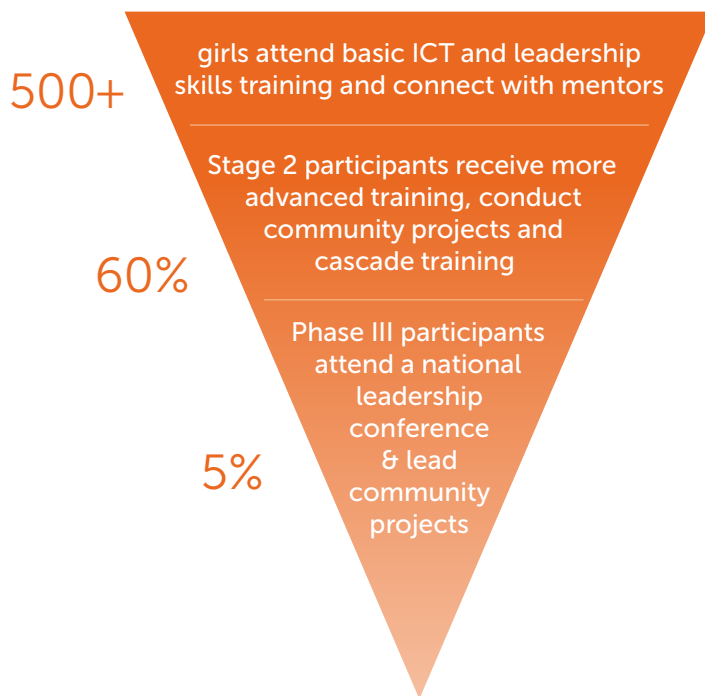 500+
girls attend basic ICT and leadership
skills training and connect with mentors
60%
Stage 2 participants receive more
advanced training, conduct
community projects and
cascade training
5%
Phase III participants
attend a national
leadership
conference
& lead
community
projects